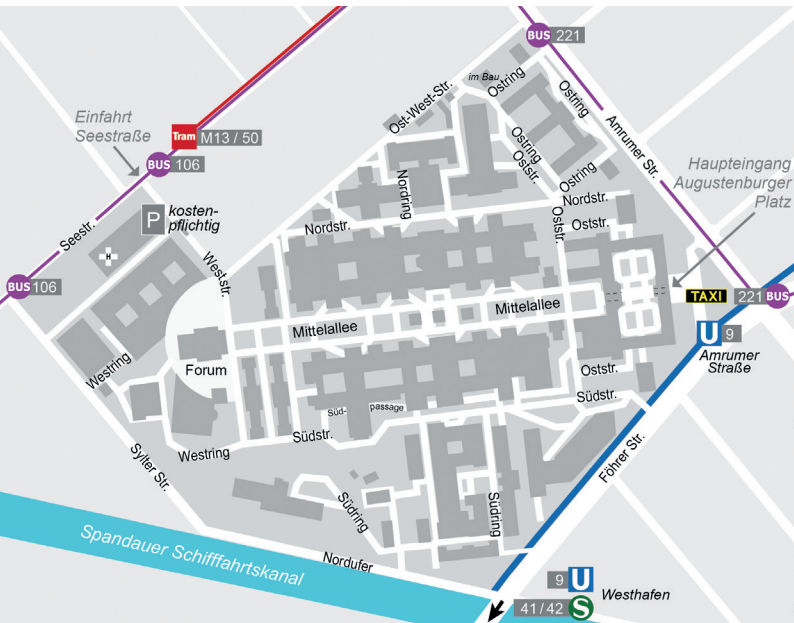 BUS 221
im Bau
Ostring
Ostring
Ost-West-Str.
Einfahrt
Seestraße
Tram M13 / 50
BUS 106
Amrumer Str.
Ostring
Oststr.
Ostring
Haupteingang
Augustenburger
Platz
P kosten-
pflichtig
Nordring
Nordstr.
Nordstr.
Oststr.
Oststr.
Seestr.
H
Weststr.
BUS 106
TAXI
221 BUS
Mittelallee
Mittelallee
U 9
Amrumer
Straße
Westring
Forum
Oststr.
Südstr.
Süd- passage
Südstr.
Westring
Sylter Str.
Föhrer Str.
Südring
Südring
Spandauer Schifffahrtskanal
Nordufer
9 U
41 / 42 S
Westhafen